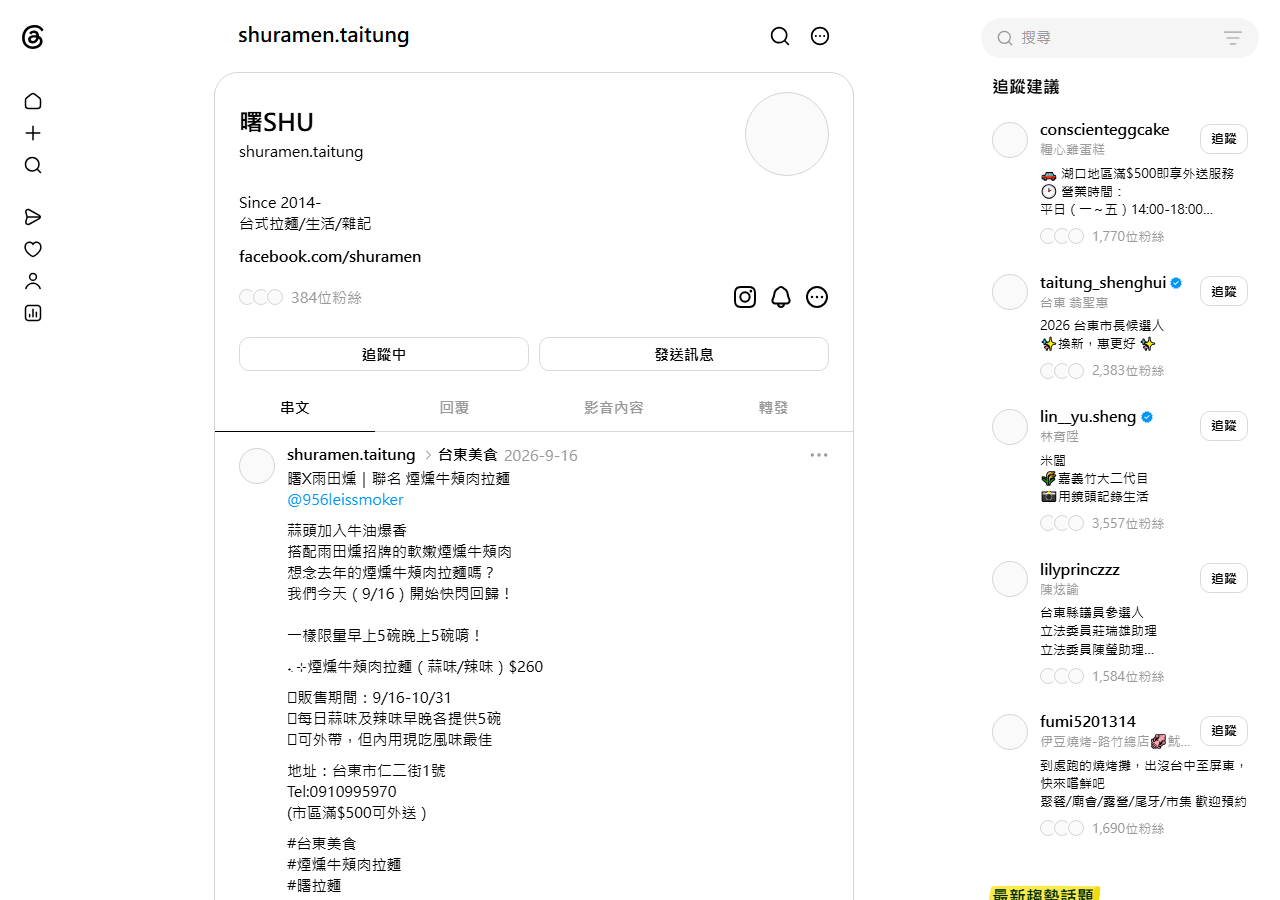 shuramen.taitung
曙SHU
shuramen.taitung
Since 2014-
台式拉麵/生活/雜記
facebook.com/shuramen
384位粉絲
追蹤中
發送訊息
串文
回覆
影音內容
轉發
shuramen.taitung > 台東美食 2026-9-16
曙X雨田燻 | 聯名 煙燻牛頰肉拉麵
@956leissmoker
蒜頭加入牛油爆香
搭配雨田燻招牌的軟嫩煙燻牛頰肉
想念去年的煙燻牛頰肉拉麵嗎？
我們今天（9/16）開始快閃回歸！
一樣限量早上5碗晚上5碗唷！
˖ ⊹煙燻牛頰肉拉麵（蒜味/辣味）$260
販售期間：9/16-10/31
每日蒜味及辣味早晚各提供5碗
可外帶，但內用現吃風味最佳
地址：台東市仁二街1號
Tel:0910995970
(市區滿$500可外送）
#台東美食
#煙燻牛頰肉拉麵
#曙拉麵
搜尋
追蹤建議
conscienteggcake
追蹤
糧心雞蛋糕
🚗 湖口地區滿$500即享外送服務
🕑 營業時間：
平日（一～五）14:00-18:00…
1,770位粉絲
taitung_shenghui
追蹤
台東 翁聖惠
2026 台東市長候選人
✨換新，惠更好 ✨
2,383位粉絲
lin__yu.sheng
追蹤
林育陞
米闆
🌾嘉義竹大二代目
📸用鏡頭記錄生活
3,557位粉絲
lilyprinczzz
追蹤
陳炫諭
台東縣議員參選人
立法委員莊瑞雄助理
立法委員陳瑩助理…
1,584位粉絲
fumi5201314
追蹤
伊豆燒烤-路竹總店🦑魷…
到處跑的燒烤攤，出沒台中至屏東，
快來嚐鮮吧
聚餐/廟會/露營/尾牙/市集 歡迎預約
1,690位粉絲
最新趨勢話題